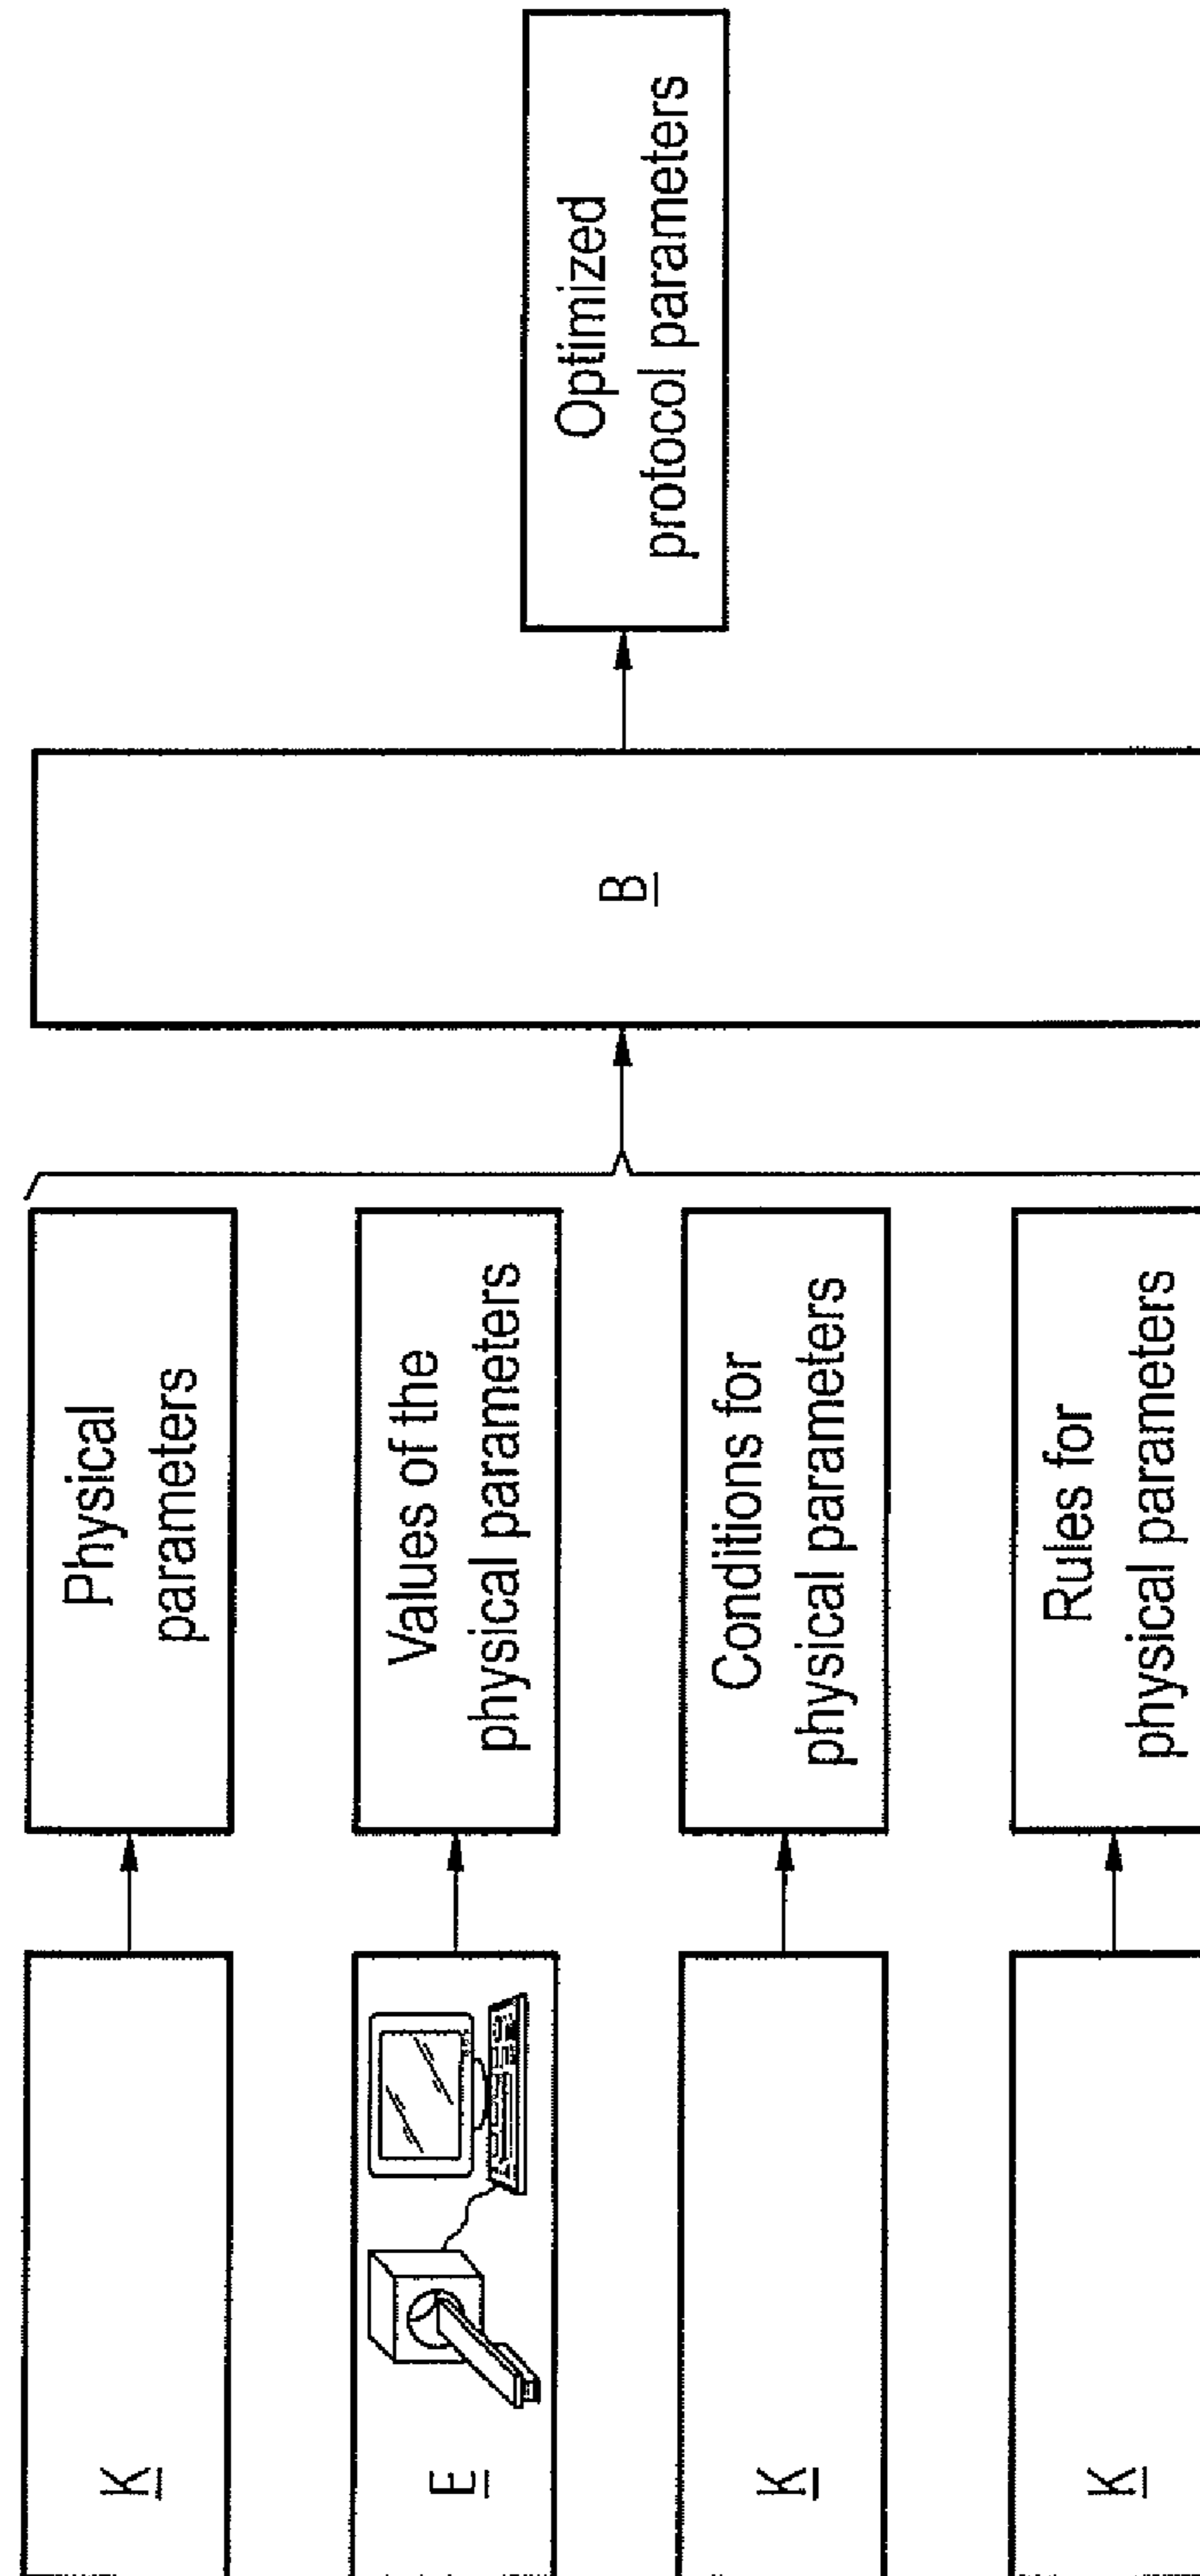 K
Physical
parameters
E
Values of the
physical parameters
K
Conditions for
physical parameters
K
Rules for
physical parameters
B
Optimized
protocol parameters